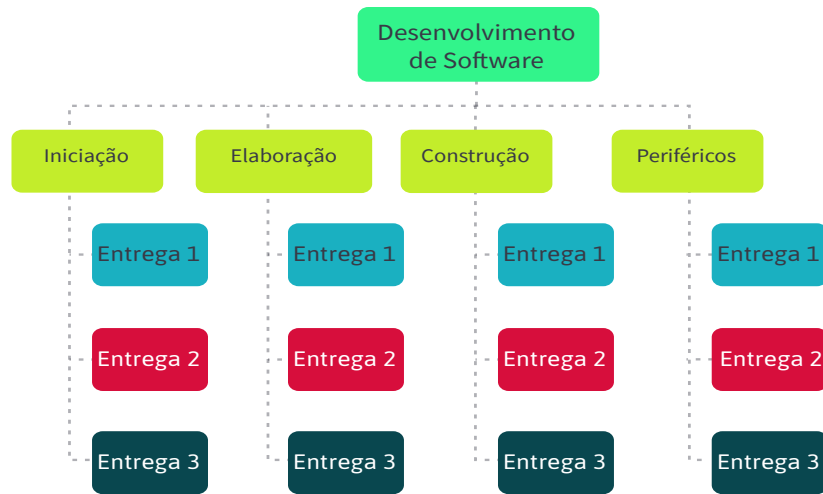 Desenvolvimento
de Software
Iniciação
Elaboração
Construção
Periféricos
Entrega 1
Entrega 1
Entrega 1
Entrega 1
Entrega 2
Entrega 2
Entrega 2
Entrega 2
Entrega 3
Entrega 3
Entrega 3
Entrega 3